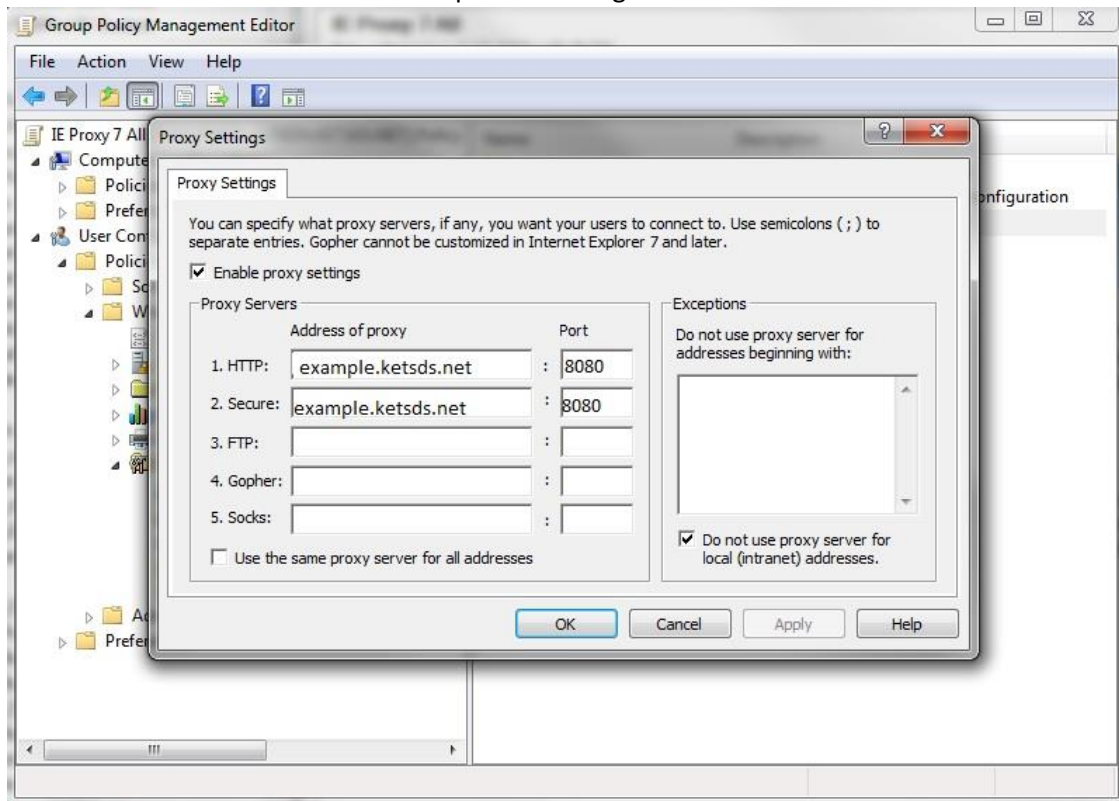 Group Policy Management Editor
File Action View Help
IE Proxy 7 All
Proxy Settings
Compute
Polici
Prefer
User Con
Polici
Proxy Settings
You can specify what proxy servers, if any, you want your users to connect to. Use semicolons ( ; ) to
separate entries. Gopher cannot be customized in Internet Explorer 7 and later.
Enable proxy settings
Proxy Servers
Address of proxy Port
1. HTTP: example.ketsds.net : 8080
2. Secure: example.ketsds.net : 8080
3. FTP: :
4. Gopher: :
5. Socks: :
Use the same proxy server for all addresses
Exceptions
Do not use proxy server for
addresses beginning with:
Do not use proxy server for
local (intranet) addresses.
OK Cancel Apply Help
onfiguration
Prefer